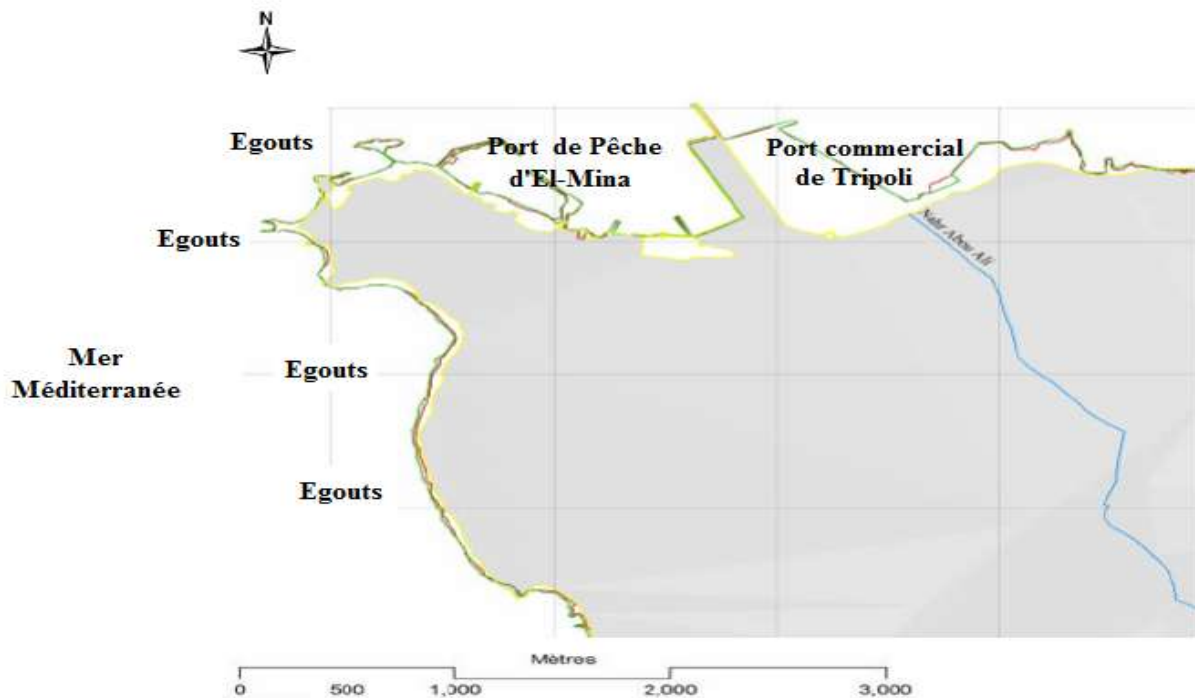 N
Egouts
Port de Pêche
d'El-Mina
Port commercial
de Tripoli
Egouts
Nahr Abou Ali
Mer
Méditerranée
Egouts
Egouts
Mètres
0 500 1,000 2,000 3,000